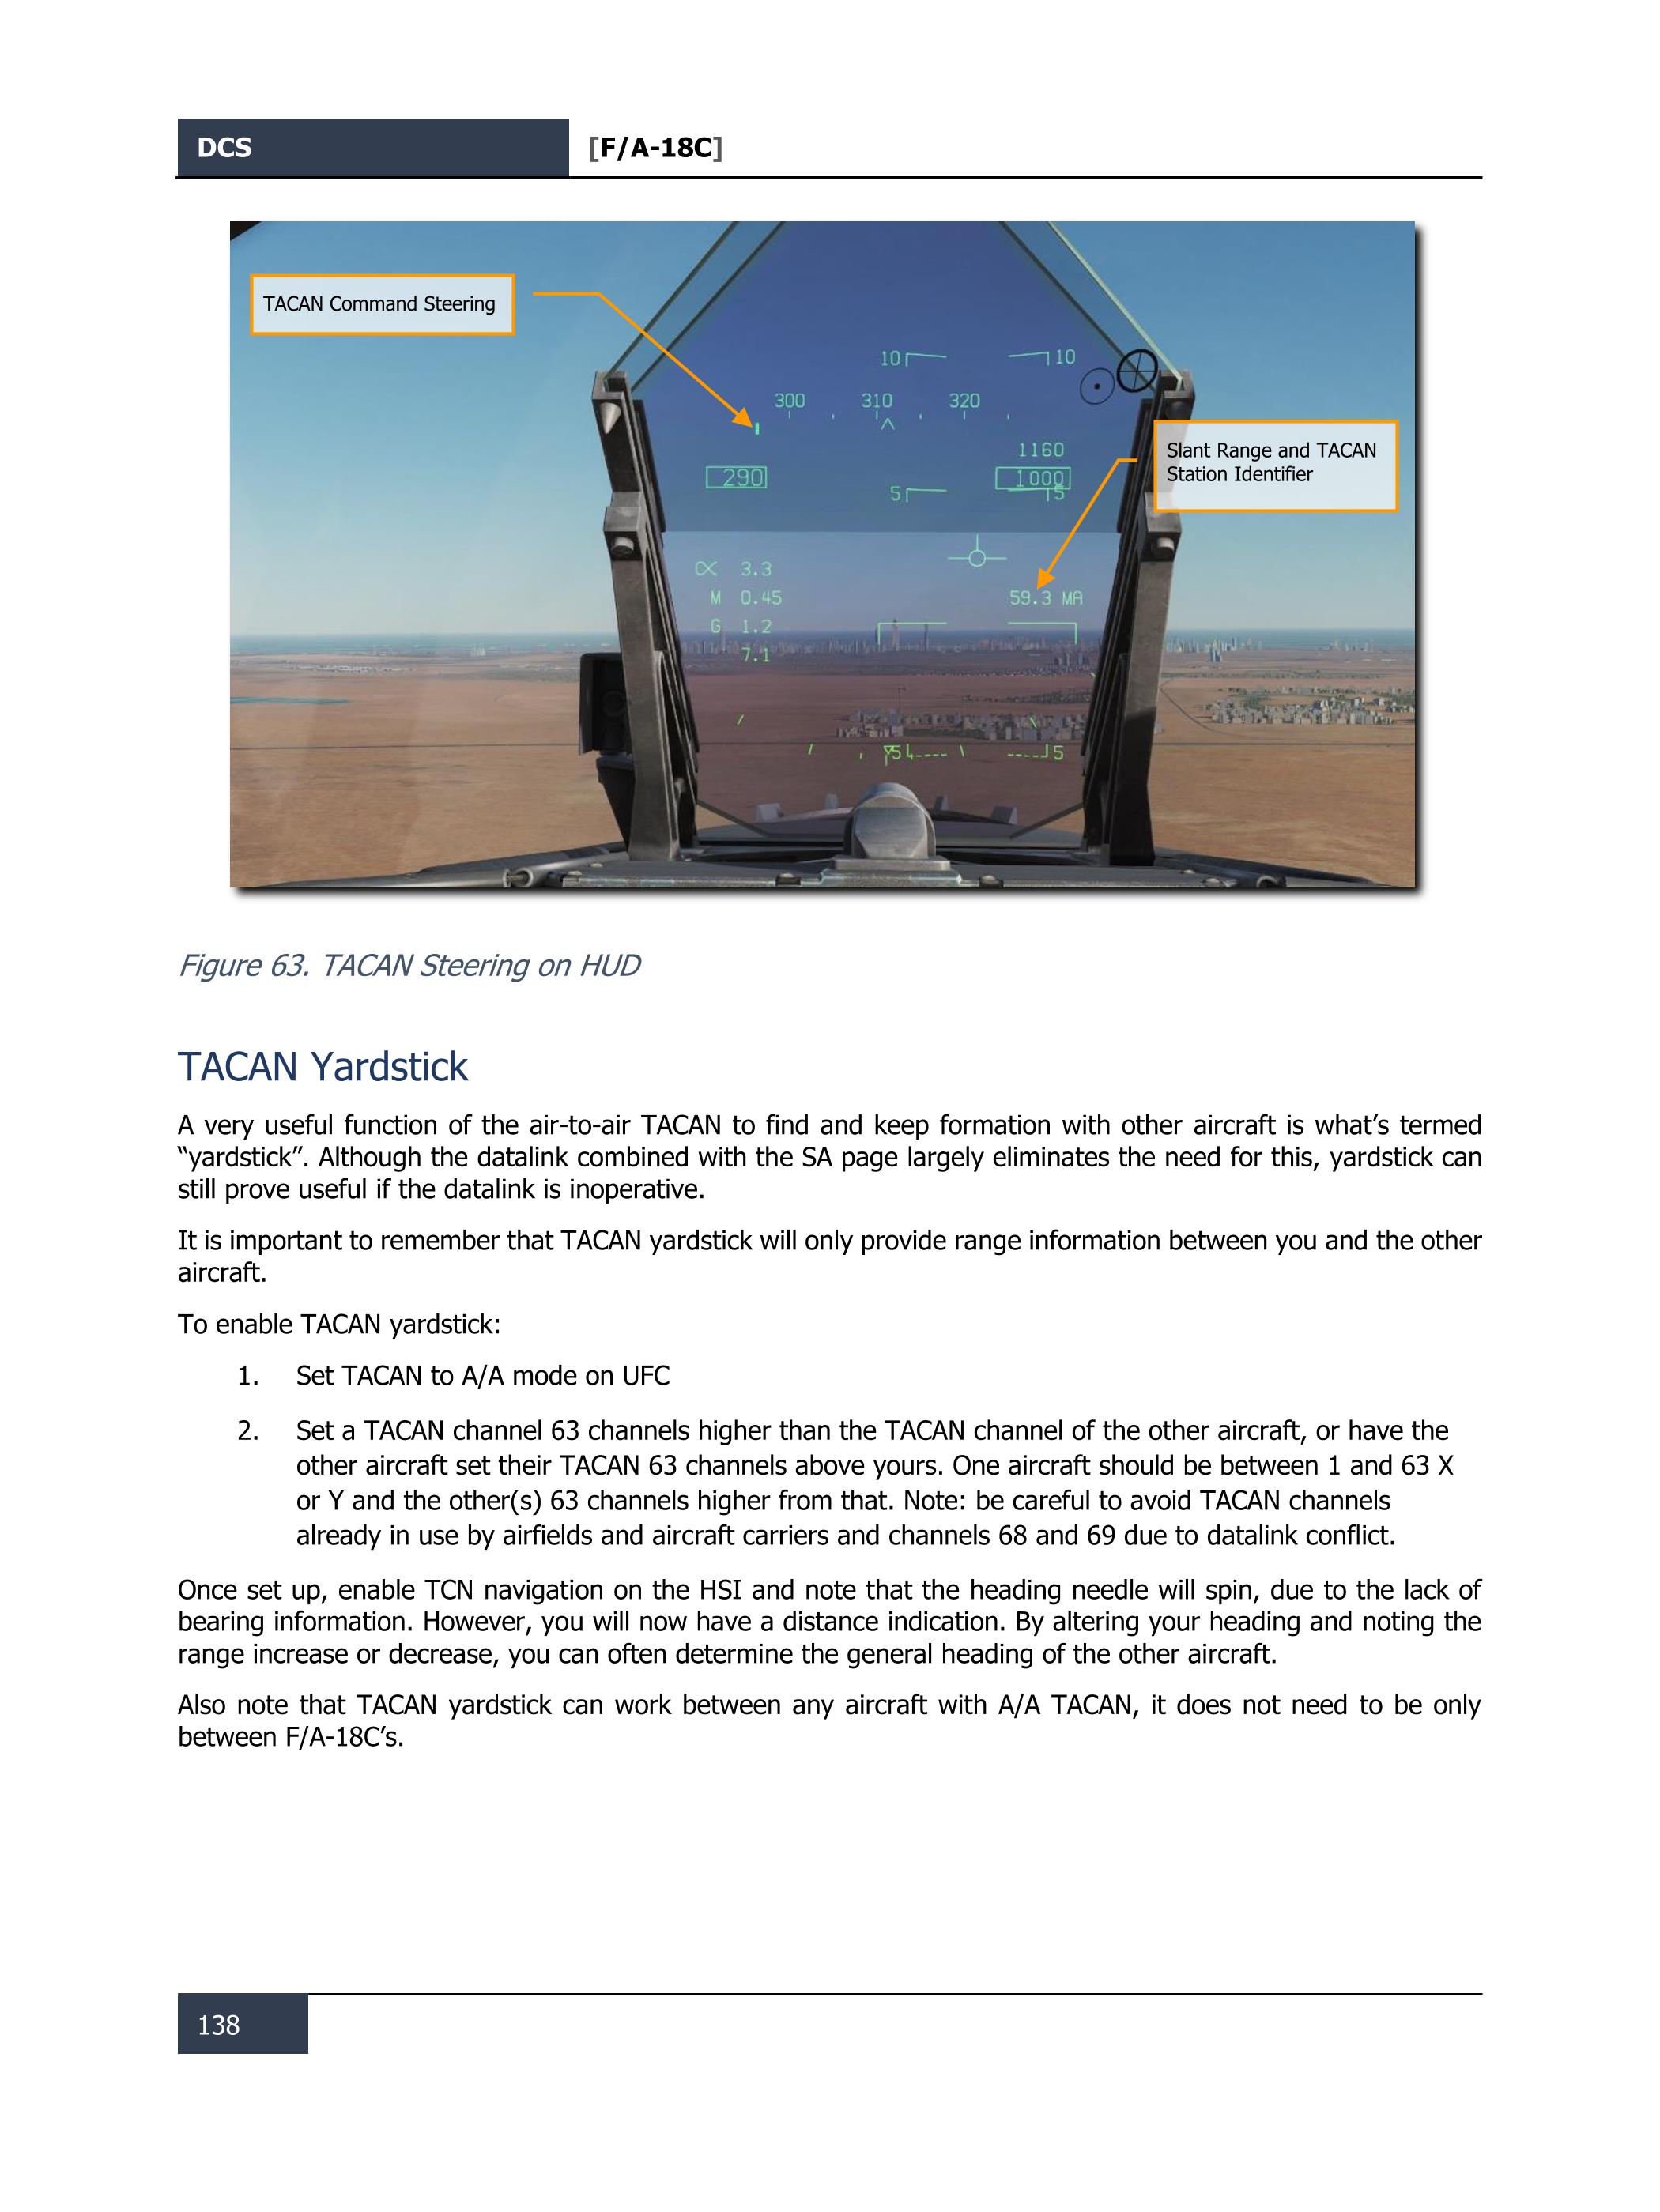 DCS [F/A-18C]
TACAN Command Steering
10 10
300 310 320
1160
290 1000
5 5
Slant Range and TACAN
Station Identifier
α 3.3
M 0.45
59.3 MA
G 1.2
7.1
5 5
Figure 63. TACAN Steering on HUD
TACAN Yardstick
A very useful function of the air-to-air TACAN to find and keep formation with other aircraft is what’s termed
“yardstick”. Although the datalink combined with the SA page largely eliminates the need for this, yardstick can
still prove useful if the datalink is inoperative.
It is important to remember that TACAN yardstick will only provide range information between you and the other
aircraft.
To enable TACAN yardstick:
1. Set TACAN to A/A mode on UFC
2. Set a TACAN channel 63 channels higher than the TACAN channel of the other aircraft, or have the
other aircraft set their TACAN 63 channels above yours. One aircraft should be between 1 and 63 X
or Y and the other(s) 63 channels higher from that. Note: be careful to avoid TACAN channels
already in use by airfields and aircraft carriers and channels 68 and 69 due to datalink conflict.
Once set up, enable TCN navigation on the HSI and note that the heading needle will spin, due to the lack of
bearing information. However, you will now have a distance indication. By altering your heading and noting the
range increase or decrease, you can often determine the general heading of the other aircraft.
Also note that TACAN yardstick can work between any aircraft with A/A TACAN, it does not need to be only
between F/A-18C’s.
138